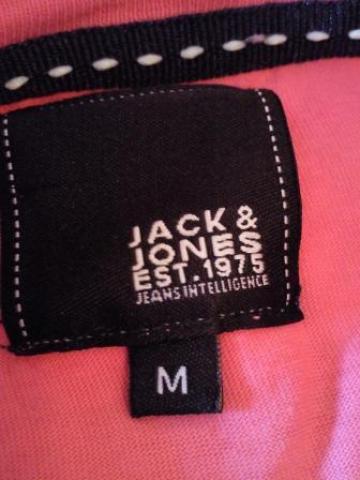 JACK &
JONES
EST. 1975
JEANS INTELLIGENCE
M